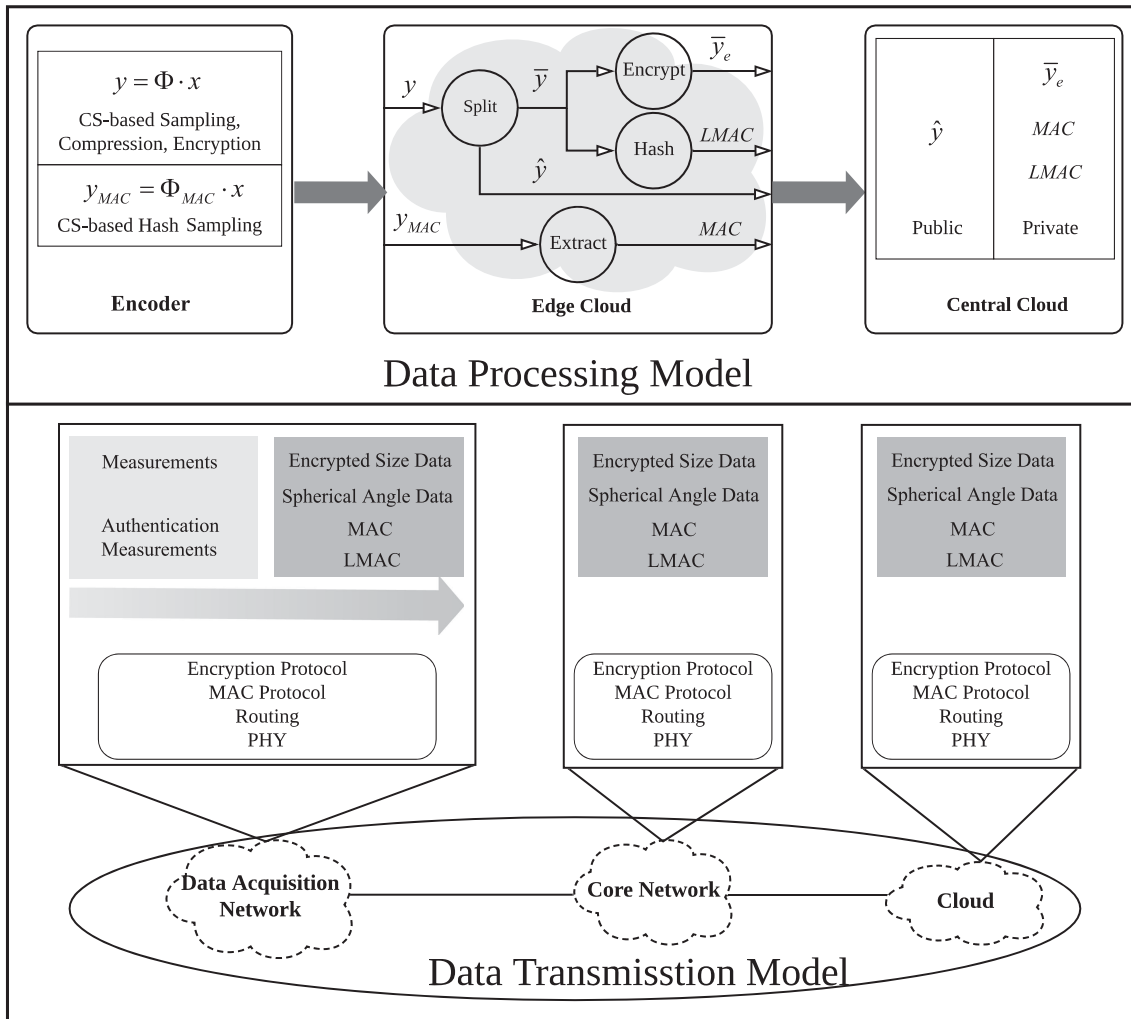 y = Φ · x
CS-based Sampling,
Compression, Encryption
y_MAC = Φ_MAC · x
CS-based Hash Sampling
Encoder
y
Split
y̅
Encrypt
y̅_e
Hash
LMAC
ŷ
y_MAC
Extract
MAC
Edge Cloud
ŷ
Public
y̅_e
MAC
LMAC
Private
Central Cloud
Data Processing Model
Measurements
Authentication
Measurements
Encrypted Size Data
Spherical Angle Data
MAC
LMAC
Encryption Protocol
MAC Protocol
Routing
PHY
Encrypted Size Data
Spherical Angle Data
MAC
LMAC
Encryption Protocol
MAC Protocol
Routing
PHY
Encrypted Size Data
Spherical Angle Data
MAC
LMAC
Encryption Protocol
MAC Protocol
Routing
PHY
Data Acquisition
Network
Core Network
Cloud
Data Transmisstion Model